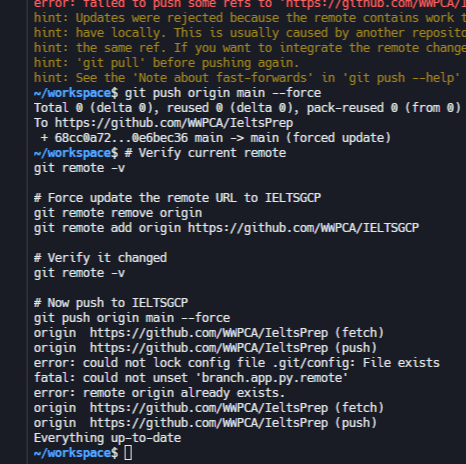 error: failed to push some refs to 'https://github.com/WWPCA/I
hint: Updates were rejected because the remote contains work t
hint: have locally. This is usually caused by another reposito
hint: the same ref. If you want to integrate the remote change
hint: 'git pull' before pushing again.
hint: See the 'Note about fast-forwards' in 'git push --help'
~/workspace$ git push origin main --force
Total 0 (delta 0), reused 0 (delta 0), pack-reused 0 (from 0)
To https://github.com/WWPCA/IeltsPrep
 + 68cc0a72...0e6bec36 main -> main (forced update)
~/workspace$ # Verify current remote
git remote -v

# Force update the remote URL to IELTSGCP
git remote remove origin
git remote add origin https://github.com/WWPCA/IELTSGCP

# Verify it changed
git remote -v

# Now push to IELTSGCP
git push origin main --force
origin  https://github.com/WWPCA/IeltsPrep (fetch)
origin  https://github.com/WWPCA/IeltsPrep (push)
error: could not lock config file .git/config: File exists
fatal: could not unset 'branch.app.py.remote'
error: remote origin already exists.
origin  https://github.com/WWPCA/IeltsPrep (fetch)
origin  https://github.com/WWPCA/IeltsPrep (push)
Everything up-to-date
~/workspace$